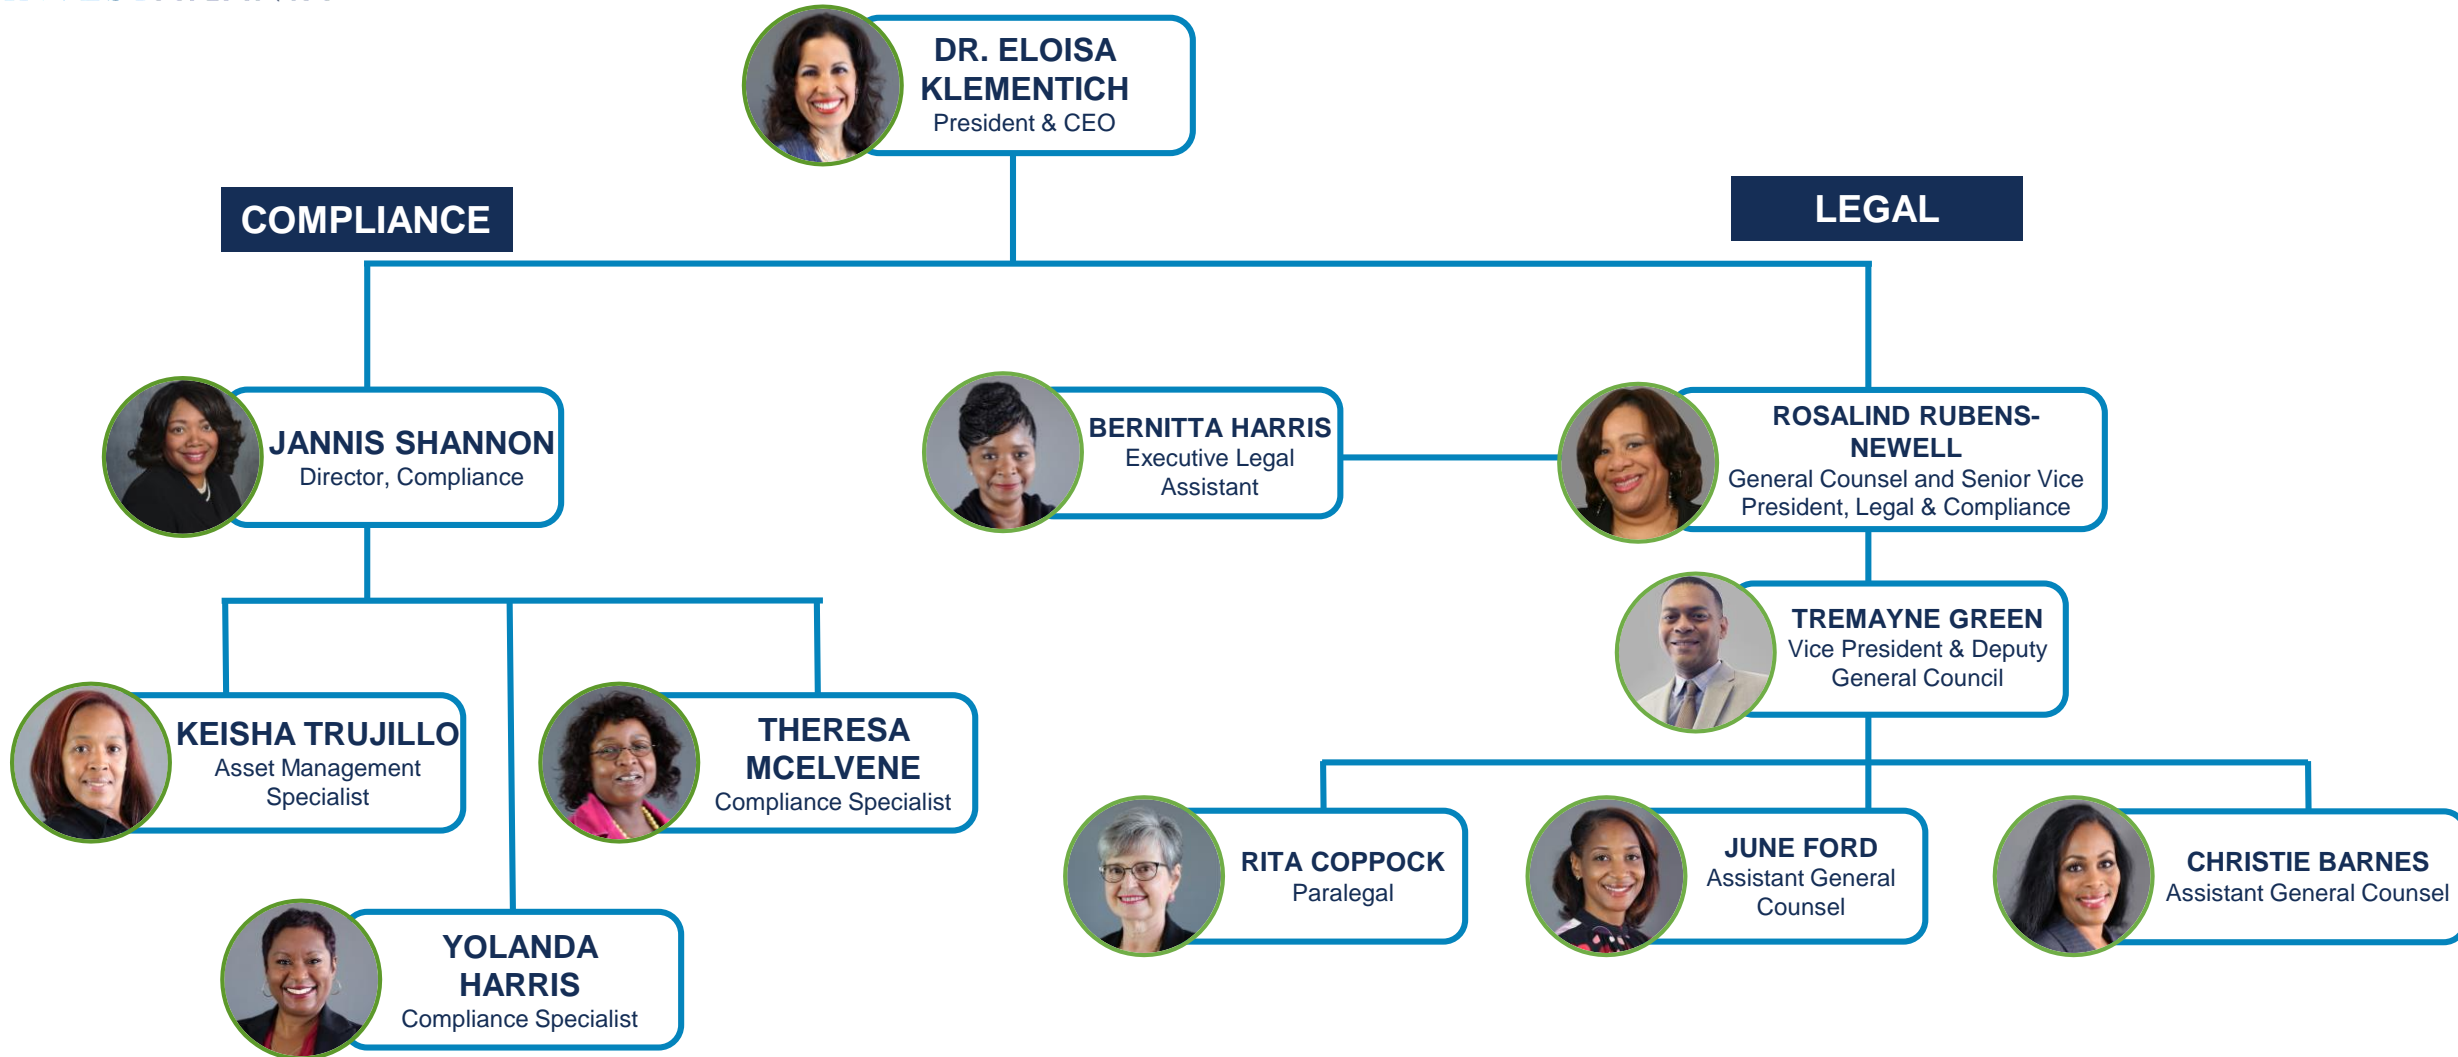 DR. ELOISA
KLEMENTICH
President & CEO
COMPLIANCE
LEGAL
JANNIS SHANNON
Director, Compliance
BERNITTA HARRIS
Executive Legal
Assistant
ROSALIND RUBENS-
NEWELL
General Counsel and Senior Vice
President, Legal & Compliance
TREMAYNE GREEN
Vice President & Deputy
General Council
KEISHA TRUJILLO
Asset Management
Specialist
THERESA
MCELVENE
Compliance Specialist
YOLANDA
HARRIS
Compliance Specialist
RITA COPPOCK
Paralegal
JUNE FORD
Assistant General
Counsel
CHRISTIE BARNES
Assistant General Counsel